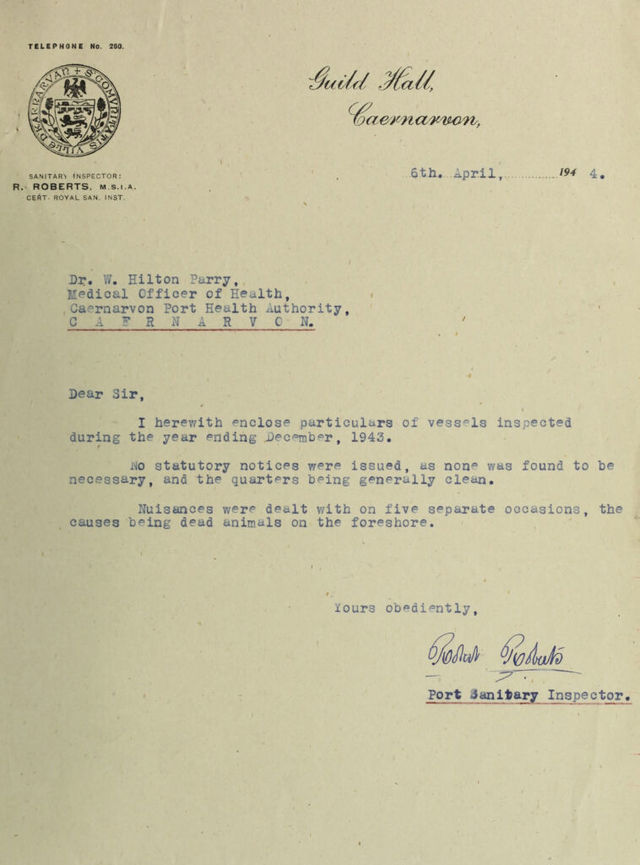 TELEPHONE No. 260.
Guild Hall,
Caernarvon,
SANITARY INSPECTOR:
R. ROBERTS, M.S.I.A.
CERT. ROYAL SAN. INST.
6th. April, 194 4.
Dr. W. Hilton Parry,
Medical Officer of Health,
Caernarvon Port Health Authority,
C A E R N A R V O N.
Dear Sir,
I herewith enclose particulars of vessels inspected
during the year ending December, 1943.
No statutory notices were issued, as none was found to be
necessary, and the quarters being generally clean.
Nuisances were dealt with on five separate occasions, the
causes being dead animals on the foreshore.
Yours obediently,
Robert Roberts
Port Sanitary Inspector.